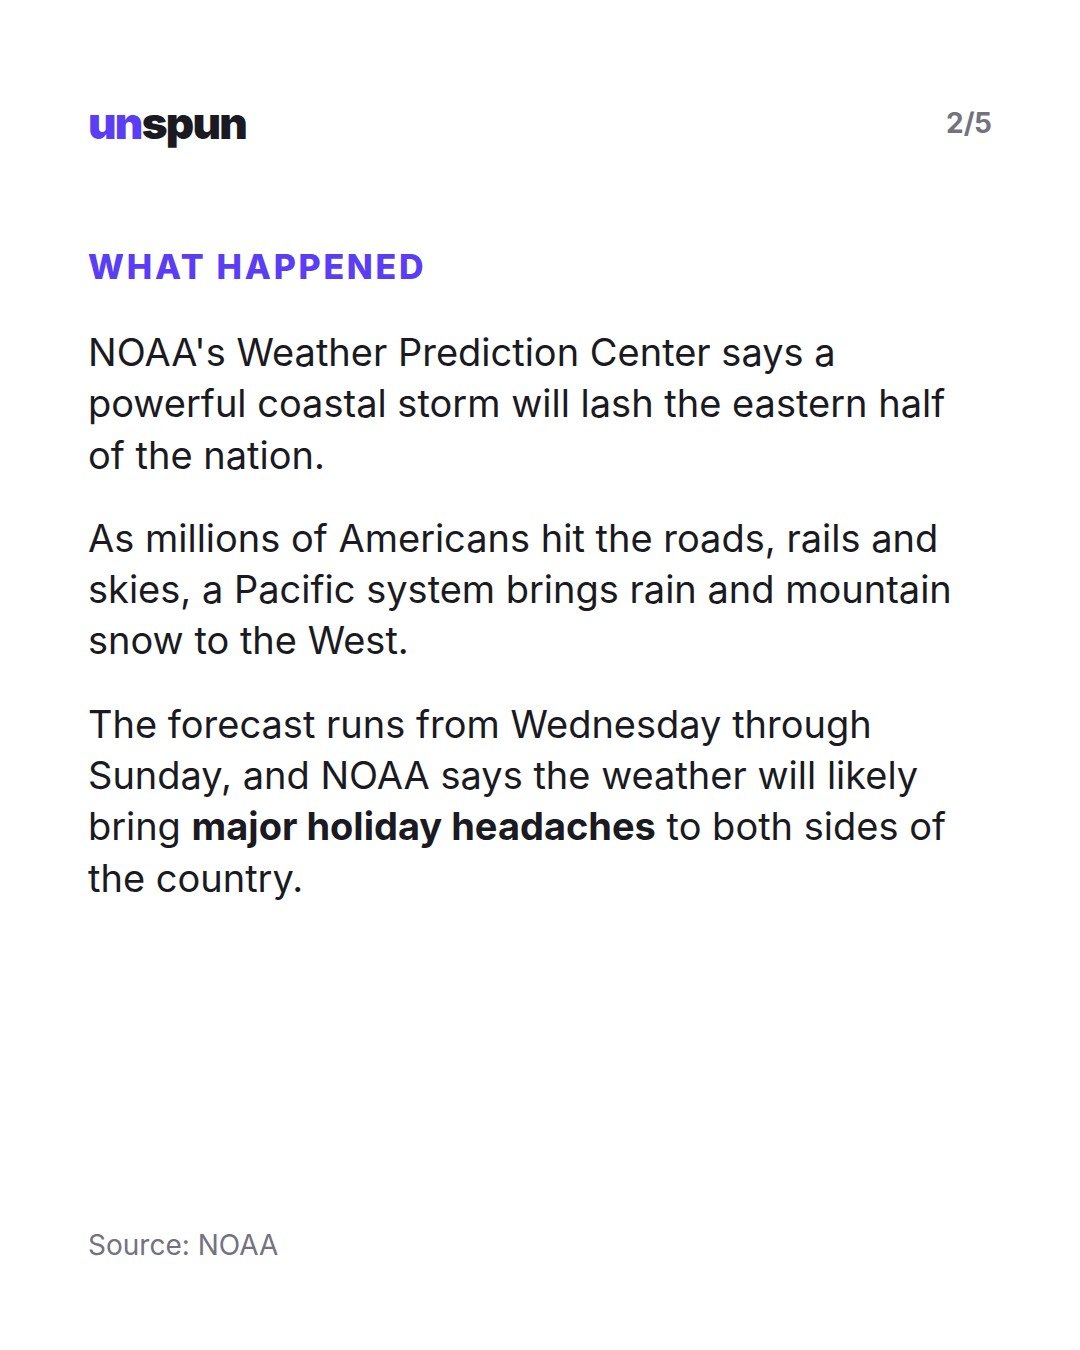 unspun
2/5
WHAT HAPPENED
NOAA's Weather Prediction Center says a
powerful coastal storm will lash the eastern half
of the nation.
As millions of Americans hit the roads, rails and
skies, a Pacific system brings rain and mountain
snow to the West.
The forecast runs from Wednesday through
Sunday, and NOAA says the weather will likely
bring major holiday headaches to both sides of
the country.
Source: NOAA